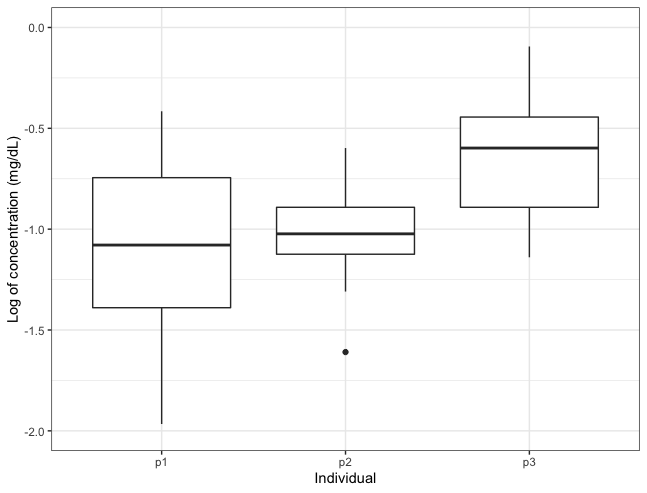 Log of concentration (mg/dL)
0.0
-0.5
-1.0
-1.5
-2.0
p1 p2 p3
Individual